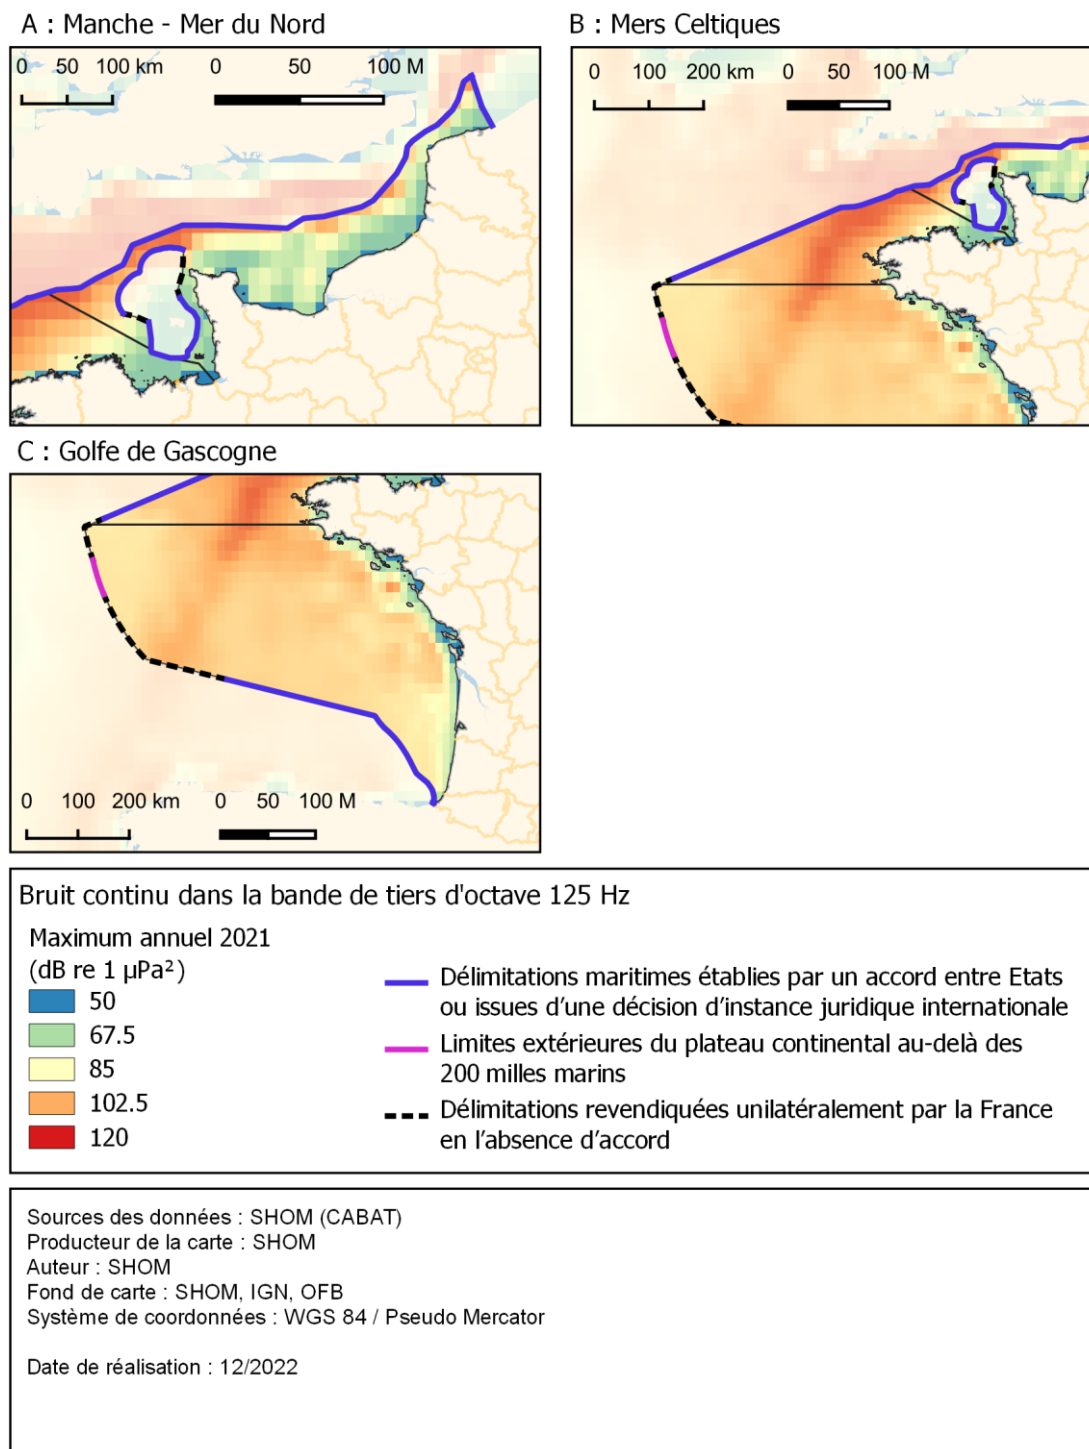 A : Manche - Mer du Nord
0 50 100 km 0 50 100 M
B : Mers Celtiques
0 100 200 km 0 50 100 M
C : Golfe de Gascogne
0 100 200 km 0 50 100 M
Bruit continu dans la bande de tiers d'octave 125 Hz
Maximum annuel 2021
(dB re 1 µPa²)
50
67.5
85
102.5
120
Délimitations maritimes établies par un accord entre Etats
ou issues d’une décision d’instance juridique internationale
Limites extérieures du plateau continental au-delà des
200 milles marins
Délimitations revendiquées unilatéralement par la France
en l’absence d’accord
Sources des données : SHOM (CABAT)
Producteur de la carte : SHOM
Auteur : SHOM
Fond de carte : SHOM, IGN, OFB
Système de coordonnées : WGS 84 / Pseudo Mercator
Date de réalisation : 12/2022